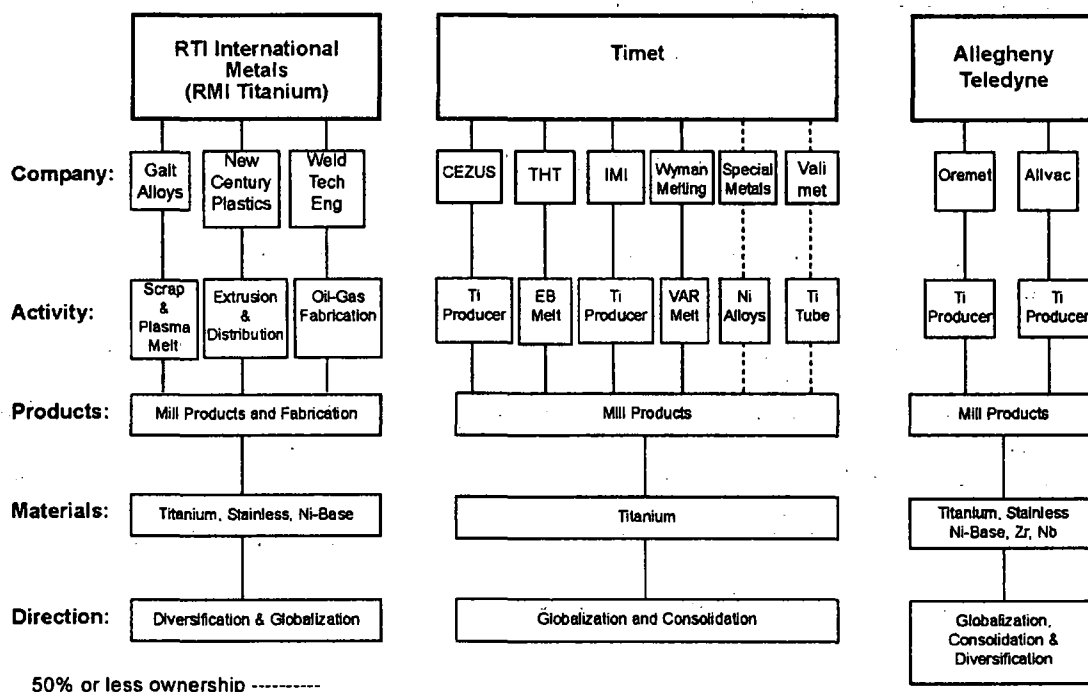 RTI International
Metals
(RMI Titanium)
Timet
Allegheny
Teledyne
Company:
Galt
Alloys
New
Century
Plastics
Weld
Tech
Eng
CEZUS
THT
IMI
Wyman
Melting
Special
Metals
Vali
met
Oremet
Allvac
Activity:
Scrap
&
Plasma
Melt
Extrusion
&
Distribution
Oil-Gas
Fabrication
Ti
Producer
EB
Melt
Ti
Producer
VAR
Melt
Ni
Alloys
Ti
Tube
Ti
Producer
Ti
Producer
Products:
Mill Products and Fabrication
Mill Products
Mill Products
Materials:
Titanium, Stainless, Ni-Base
Titanium
Titanium, Stainless
Ni-Base, Zr, Nb
Direction:
Diversification & Globalization
Globalization and Consolidation
Globalization,
Consolidation &
Diversification
50% or less ownership ----------